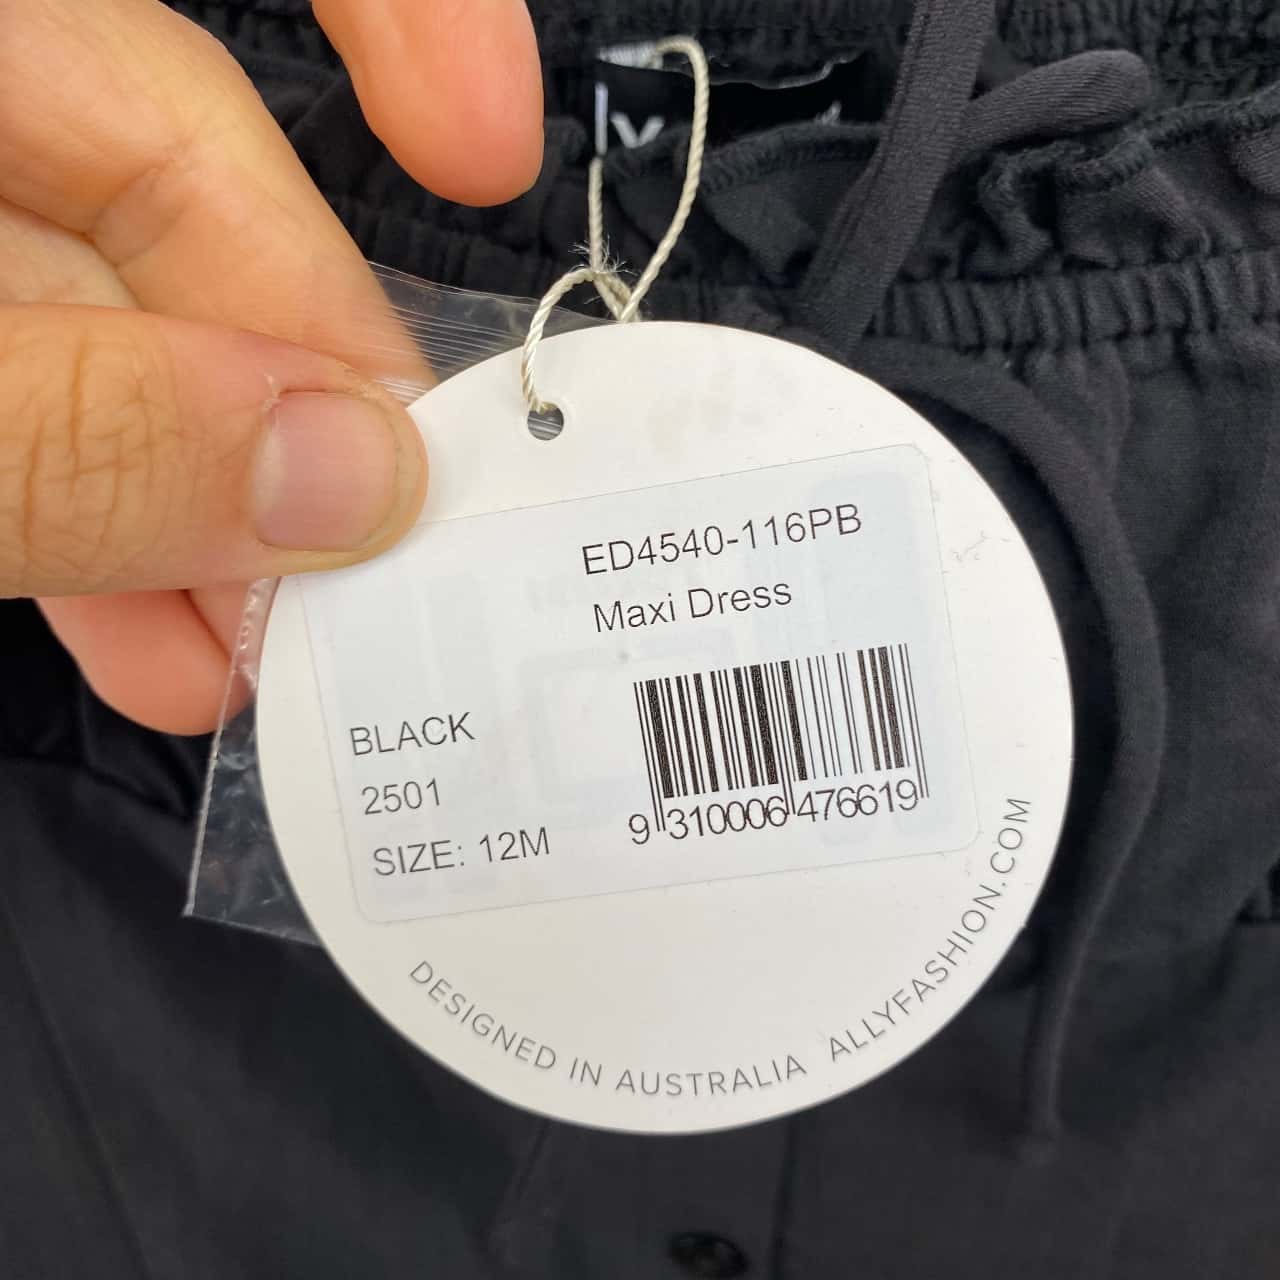 ED4540-116PB
Maxi Dress
BLACK
2501
SIZE: 12M
9 310006 476619
DESIGNED IN AUSTRALIA ALLYFASHION.COM